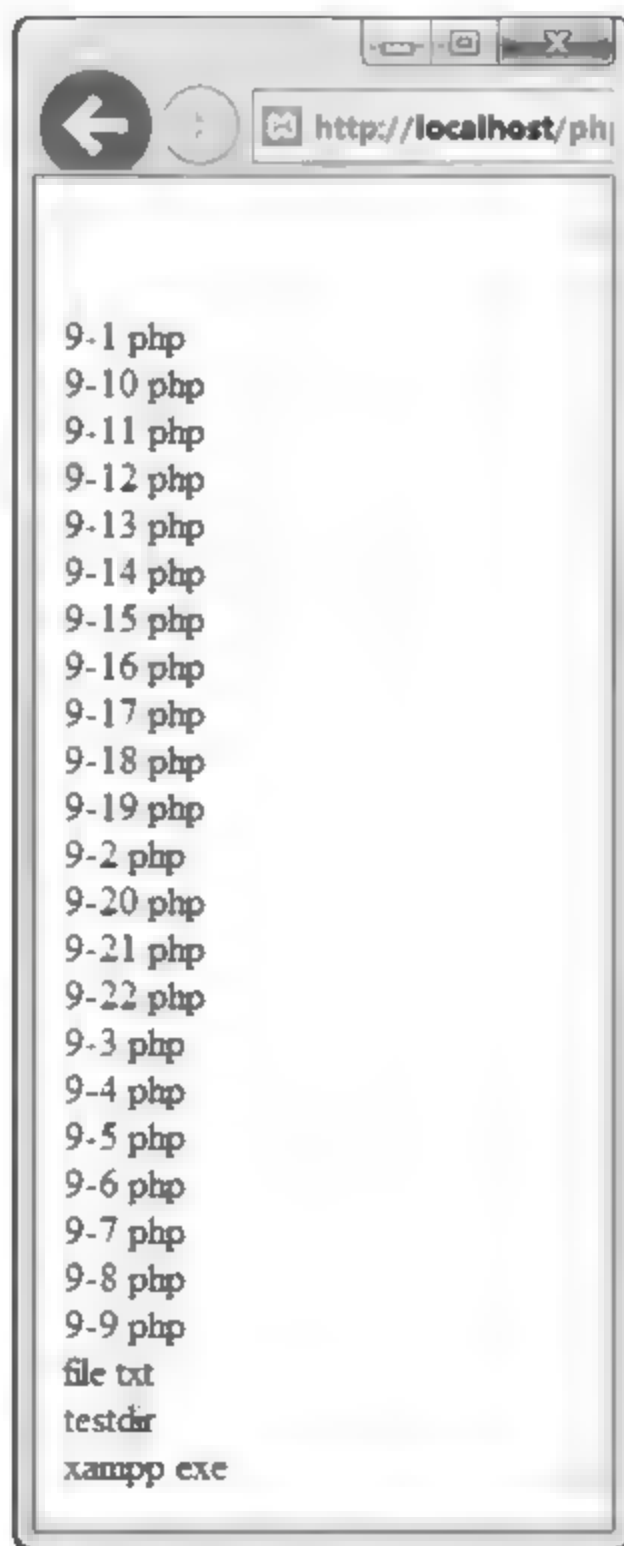 http://localhost/ph
9-1 php
9-10 php
9-11 php
9-12 php
9-13 php
9-14 php
9-15 php
9-16 php
9-17 php
9-18 php
9-19 php
9-2 php
9-20 php
9-21 php
9-22 php
9-3 php
9-4 php
9-5 php
9-6 php
9-7 php
9-8 php
9-9 php
file txt
testdir
xampp exe